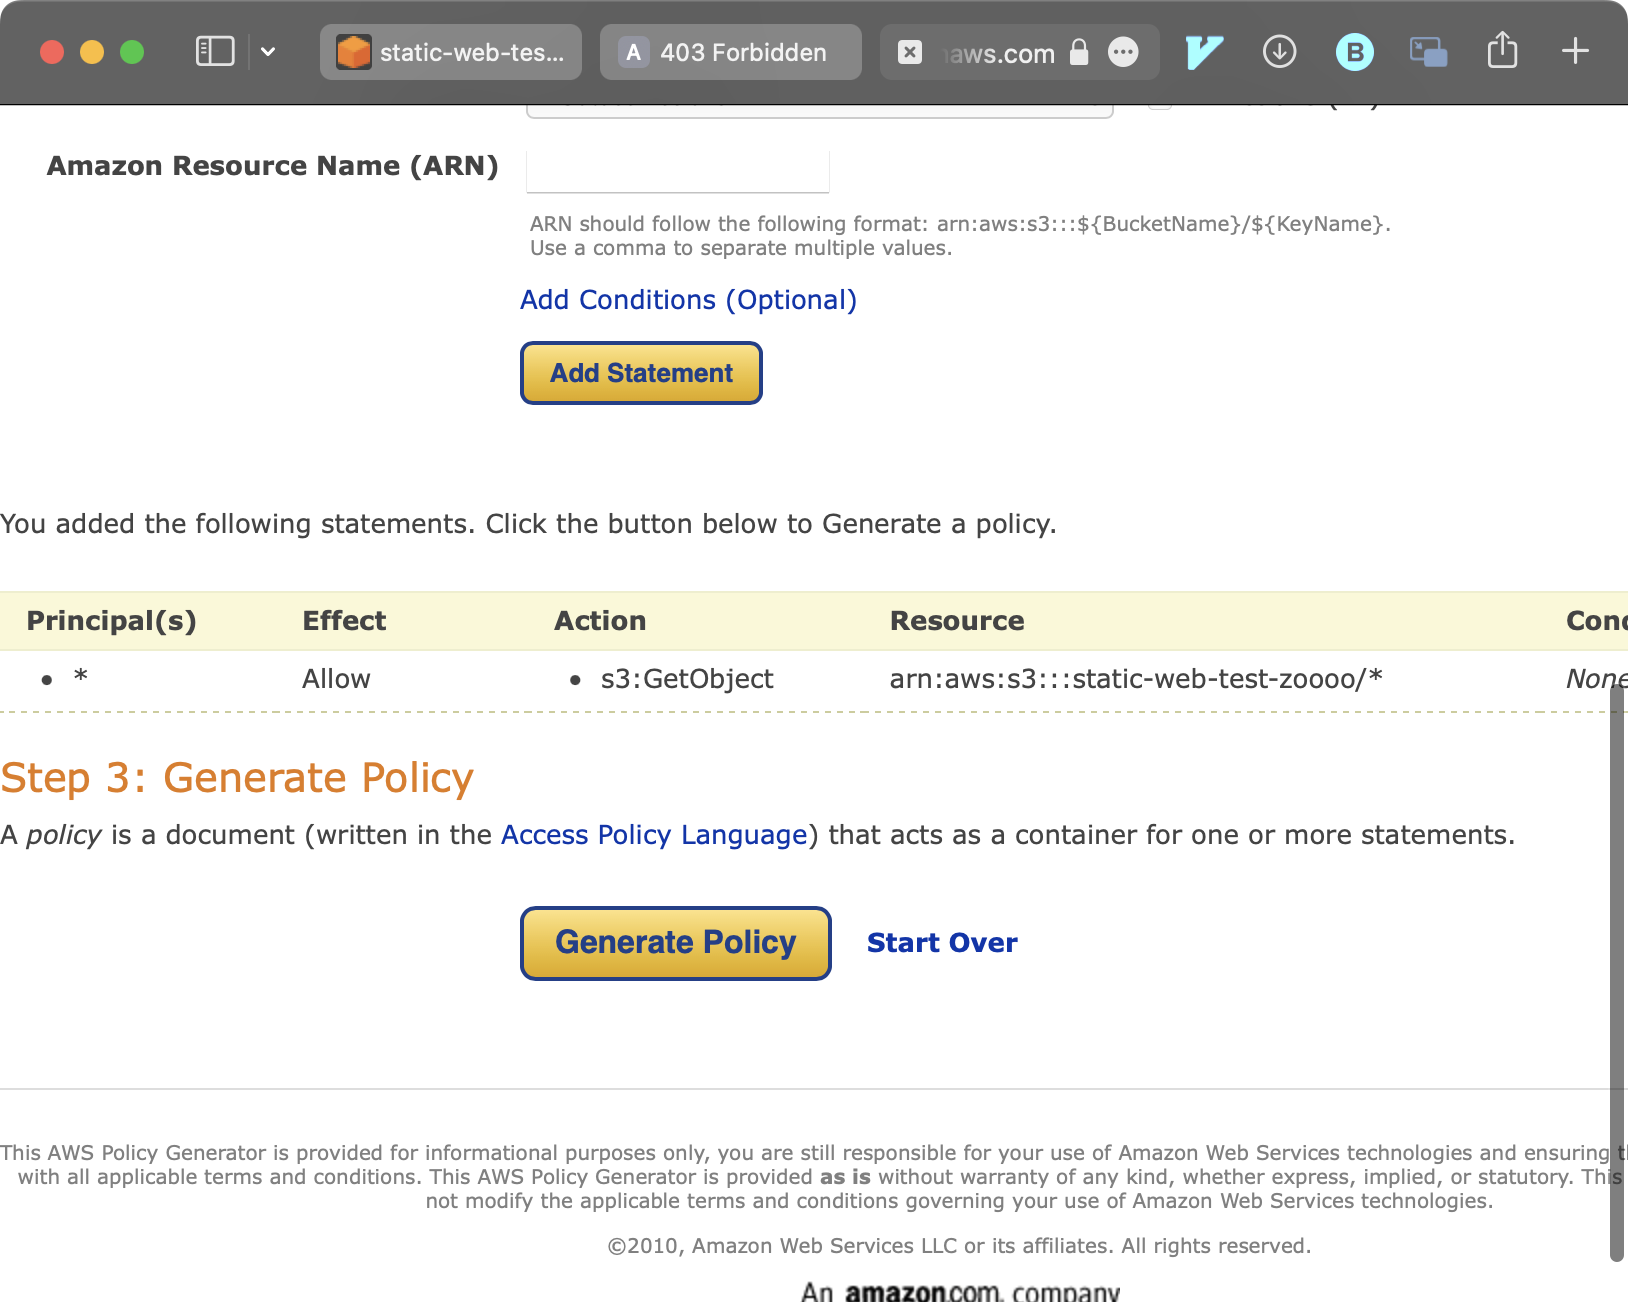 static-web-tes...
A 403 Forbidden
aws.com
B
Amazon Resource Name (ARN)
ARN should follow the following format: arn:aws:s3:::${BucketName}/${KeyName}.
Use a comma to separate multiple values.
Add Conditions (Optional)
Add Statement
You added the following statements. Click the button below to Generate a policy.
Principal(s) Effect Action Resource
• * Allow • s3:GetObject arn:aws:s3:::static-web-test-zoooo/* None
Step 3: Generate Policy
A policy is a document (written in the Access Policy Language) that acts as a container for one or more statements.
Generate Policy Start Over
This AWS Policy Generator is provided for informational purposes only, you are still responsible for your use of Amazon Web Services technologies and ensuring
with all applicable terms and conditions. This AWS Policy Generator is provided as is without warranty of any kind, whether express, implied, or statutory. This
not modify the applicable terms and conditions governing your use of Amazon Web Services technologies.
©2010, Amazon Web Services LLC or its affiliates. All rights reserved.
An amazon.com. company